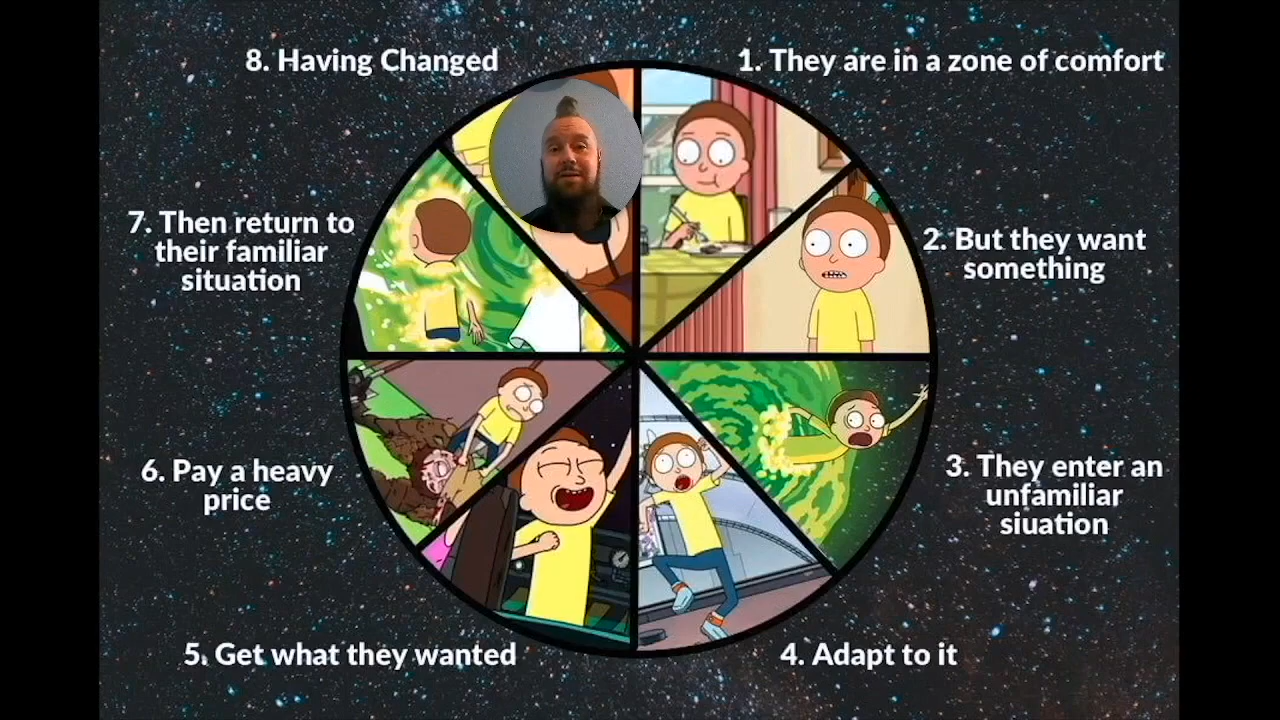 8. Having Changed
1. They are in a zone of comfort
7. Then return to
their familiar
situation
2. But they want
something
6. Pay a heavy
price
3. They enter an
unfamiliar
siuation
5. Get what they wanted
4. Adapt to it